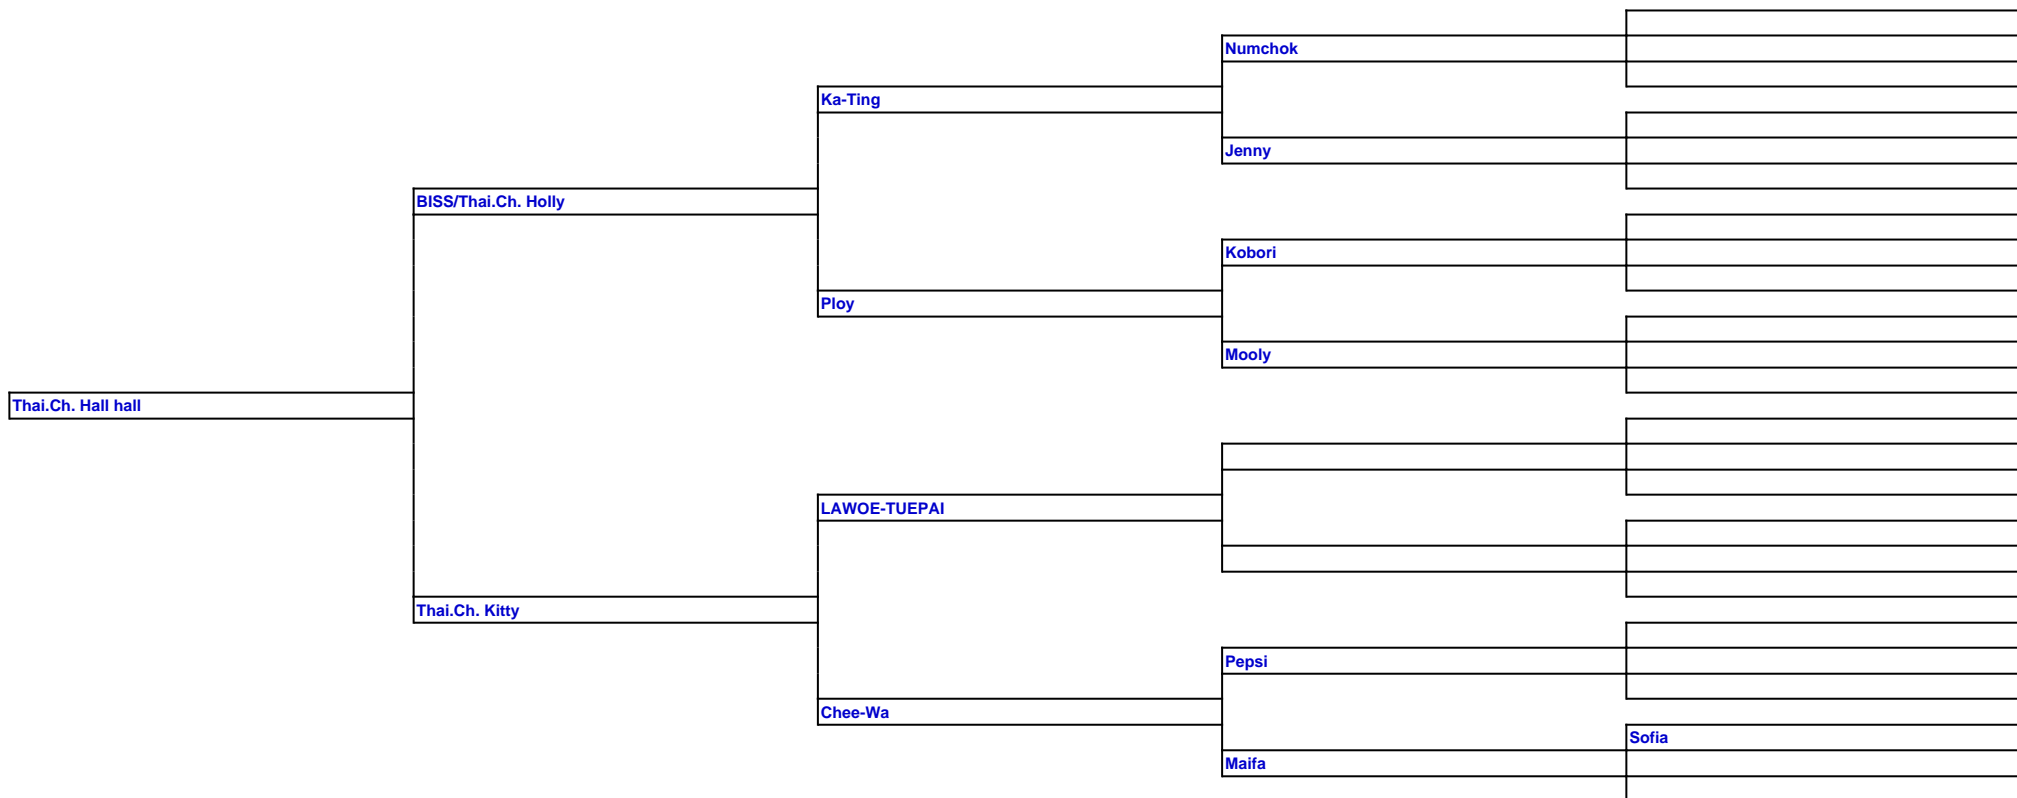 Numchok
Ka-Ting
Jenny
BISS/Thai.Ch. Holly
Kobori
Ploy
Mooly
Thai.Ch. Hall hall
LAWOE-TUEPAI
Thai.Ch. Kitty
Pepsi
Chee-Wa
Sofia
Maifa